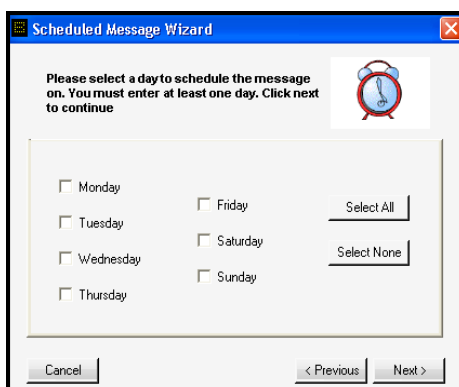 Scheduled Message Wizard
Please select a day to schedule the message
on. You must enter at least one day. Click next
to continue
Monday
Tuesday
Wednesday
Thursday
Friday
Saturday
Sunday
Select All
Select None
Cancel
< Previous
Next >